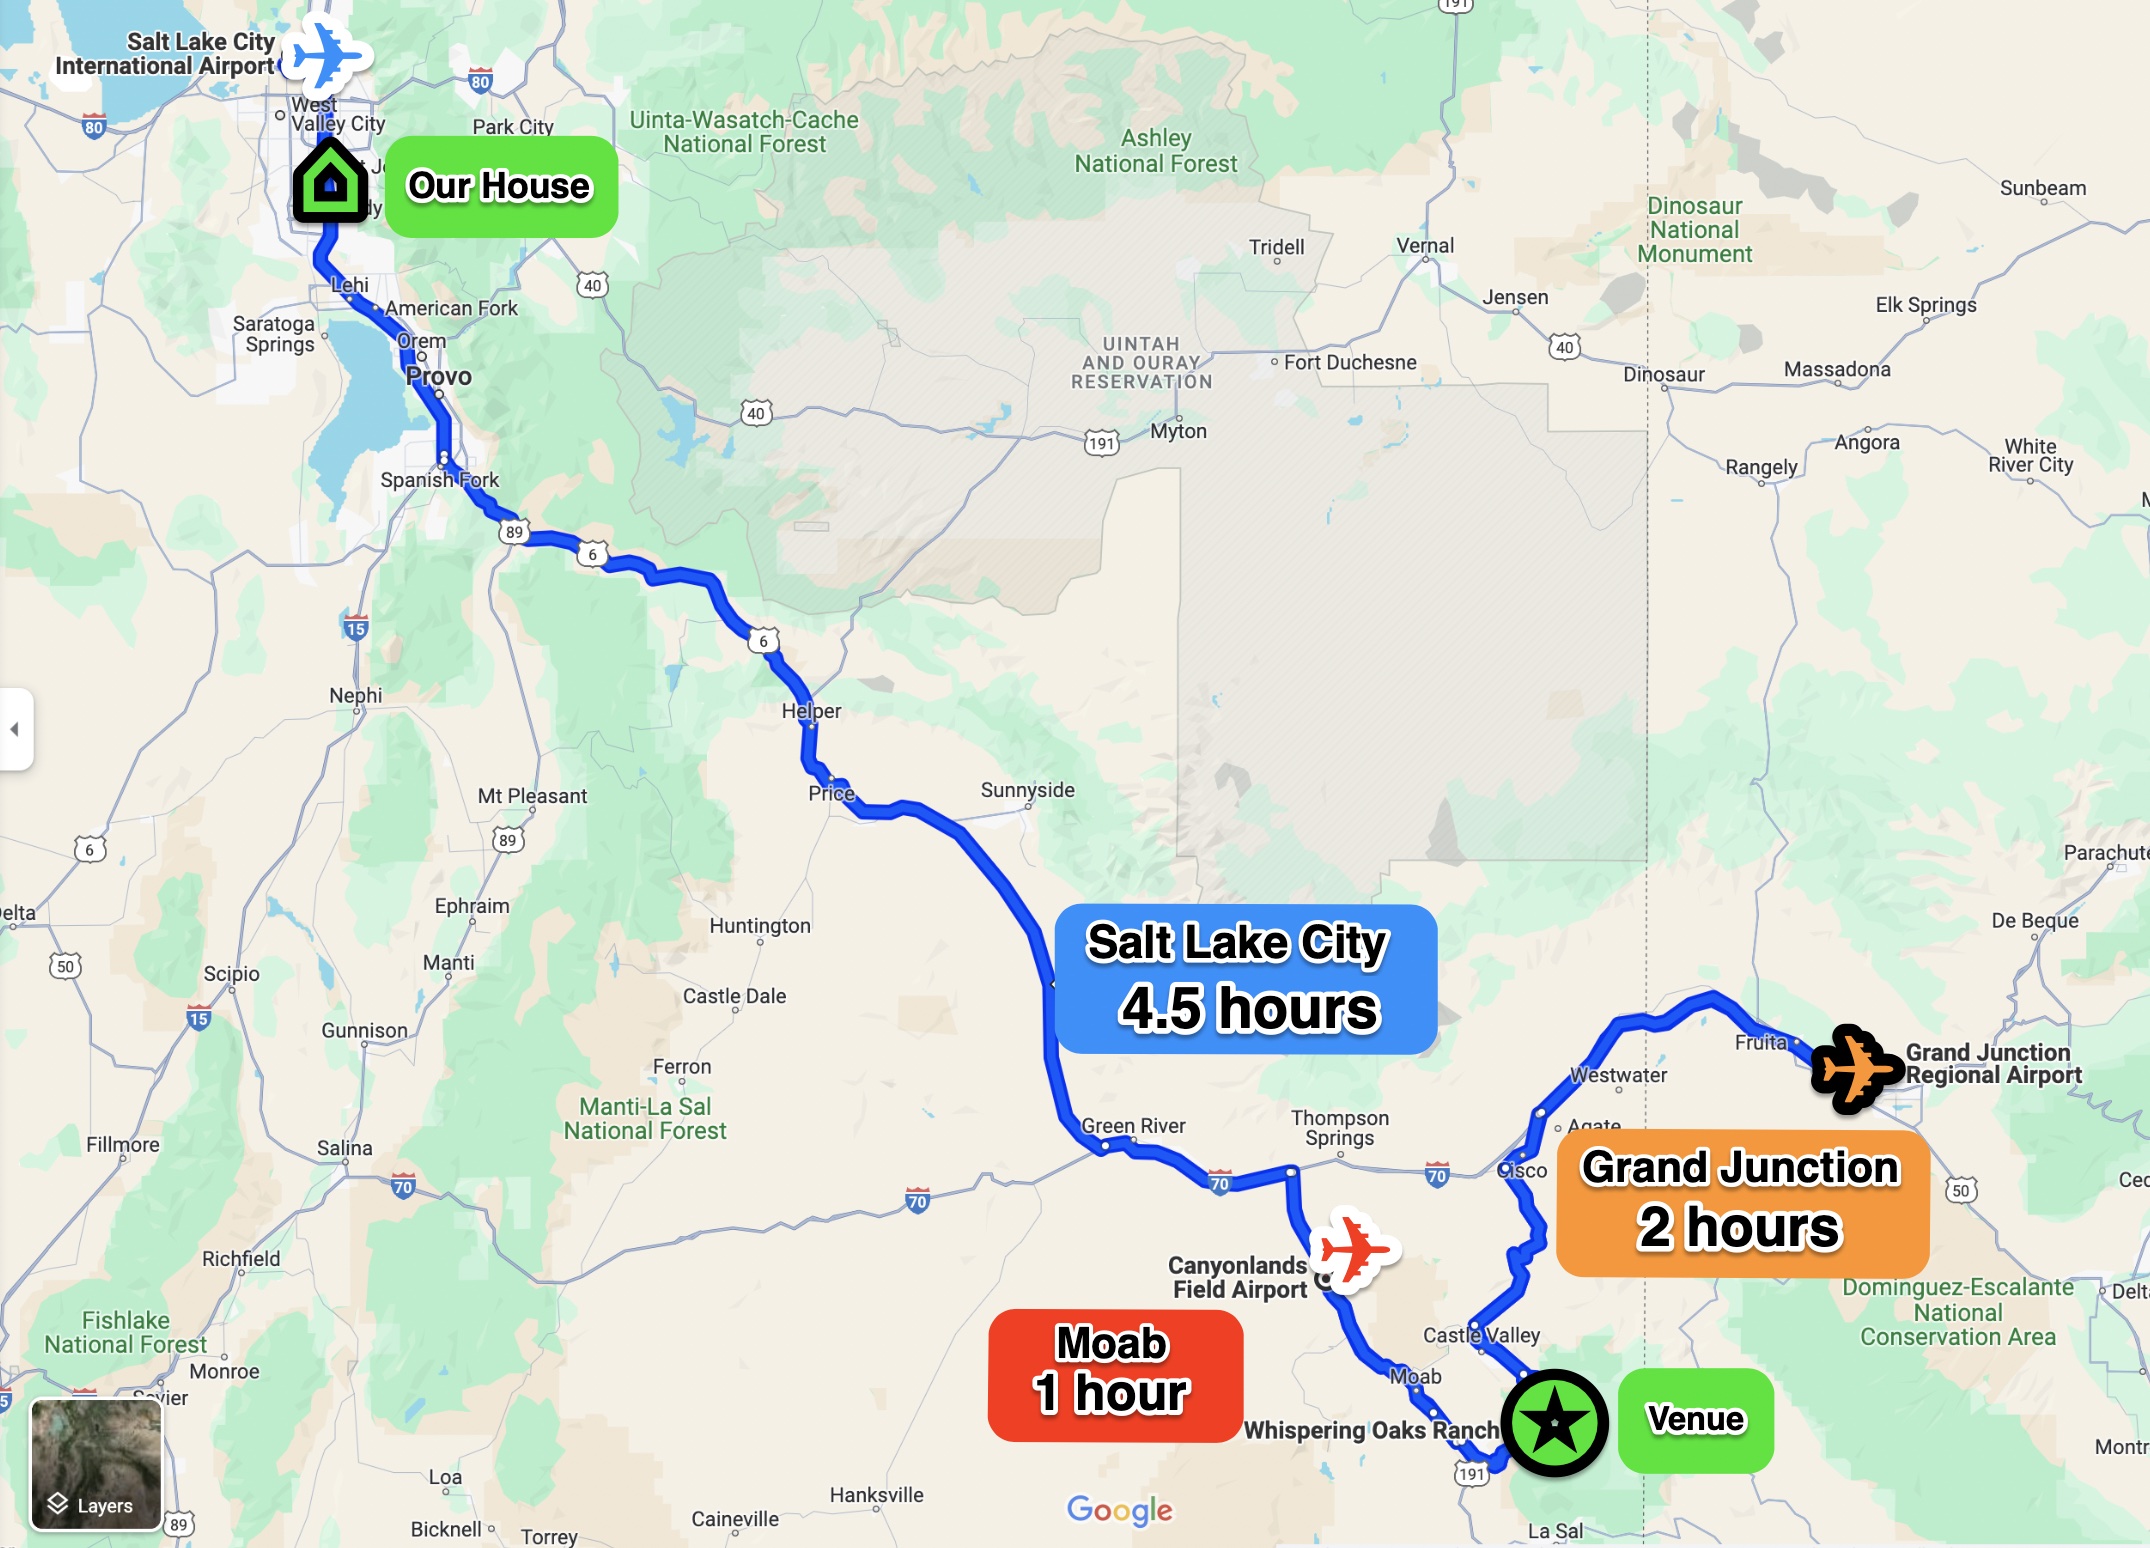 191
Salt Lake City
International Airport
80
80
West
Valley City
Park City
Uinta-Wasatch-Cache
National Forest
Ashley
National Forest
Our House
Sunbeam
Dinosaur
National
Monument
Tridell
Vernal
40
Lehi
American Fork
Jensen
Elk Springs
Saratoga
Springs
Orem
UINTAH
AND OURAY
RESERVATION
Fort Duchesne
40
Dinosaur
Massadona
Provo
40
191
Myton
Angora
White
River City
Rangely
Spanish Fork
89
6
15
6
Nephi
Helper
Price
Sunnyside
Mt Pleasant
89
6
Parachute
Ephraim
Huntington
De Beque
Salt Lake City
4.5 hours
50
Scipio
Manti
Castle Dale
15
Gunnison
Fruita
Grand Junction
Regional Airport
Ferron
Westwater
Manti-La Sal
National Forest
Green River
Thompson
Springs
Agate
Fillmore
Salina
70
70
70
70
Cisco
Grand Junction
2 hours
50
Richfield
Canyonlands
Field Airport
Dominguez-Escalante
National
Conservation Area
Fishlake
National Forest
Monroe
Moab
1 hour
Castle Valley
Moab
Whispering Oaks Ranch
Venue
191
Layers
Loa
Hanksville
Google
89
Bicknell
Torrey
Caineville
La Sal